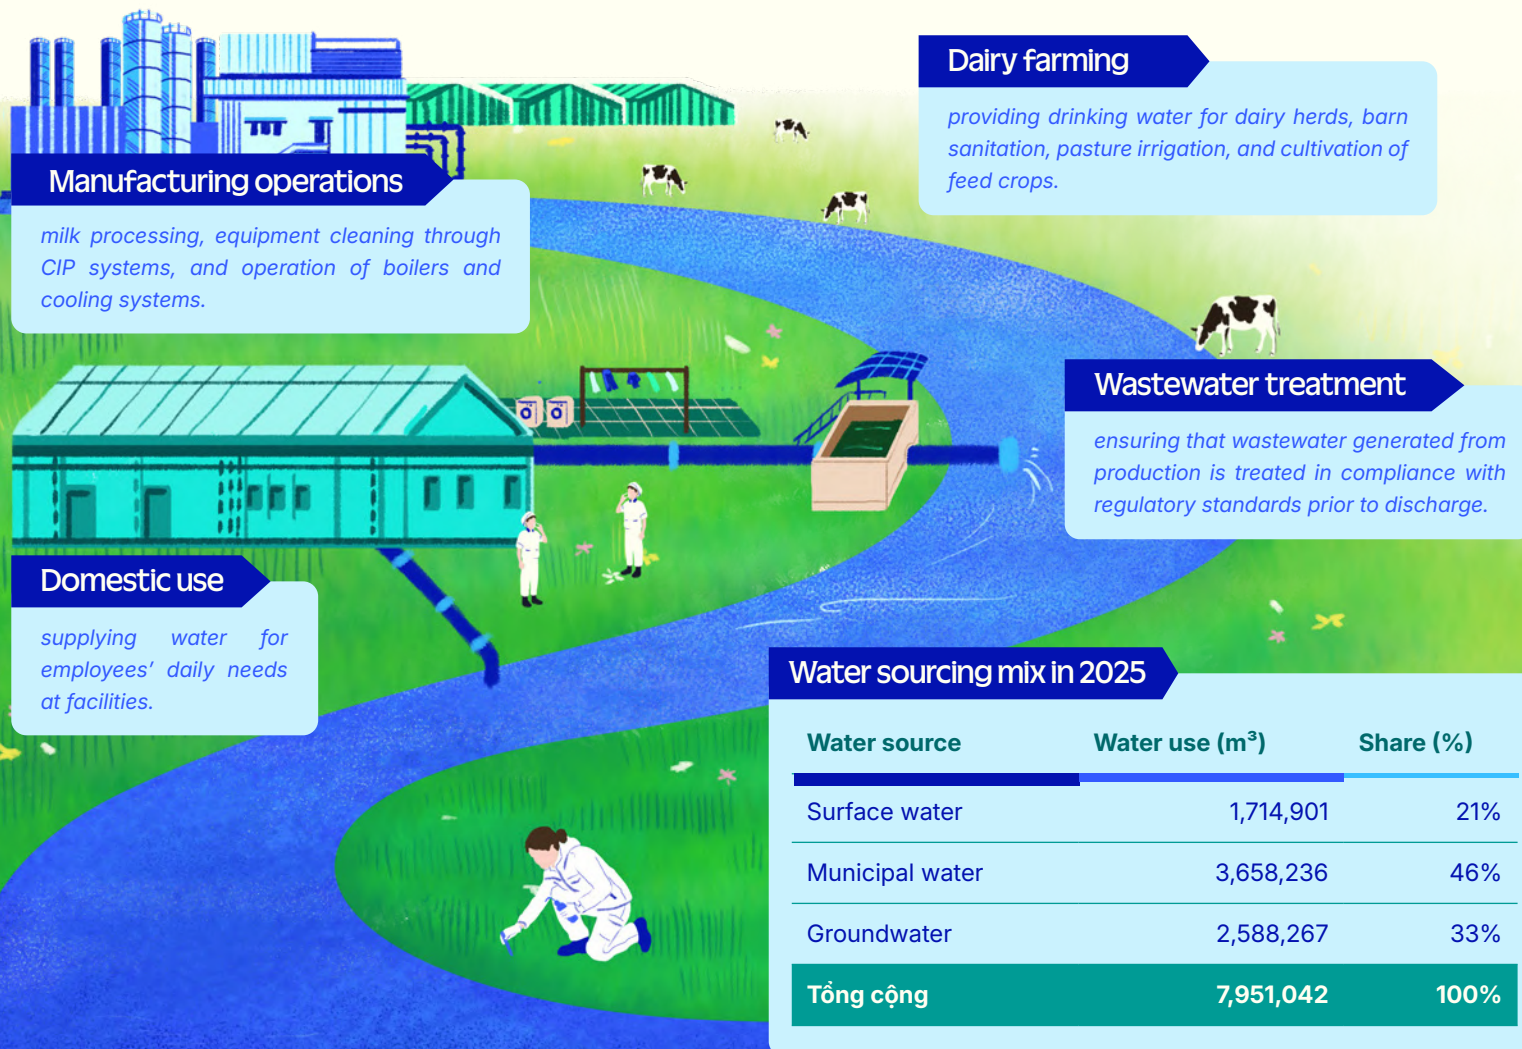 Dairy farming
providing drinking water for dairy herds, barn
sanitation, pasture irrigation, and cultivation of
feed crops.
Manufacturing operations
milk processing, equipment cleaning through
CIP systems, and operation of boilers and
cooling systems.
Wastewater treatment
ensuring that wastewater generated from
production is treated in compliance with
regulatory standards prior to discharge.
Domestic use
supplying water for
employees’ daily needs
at facilities.
Water sourcing mix in 2025
Water source Water use (m³) Share (%)
Surface water 1,714,901 21%
Municipal water 3,658,236 46%
Groundwater 2,588,267 33%
Tổng cộng 7,951,042 100%